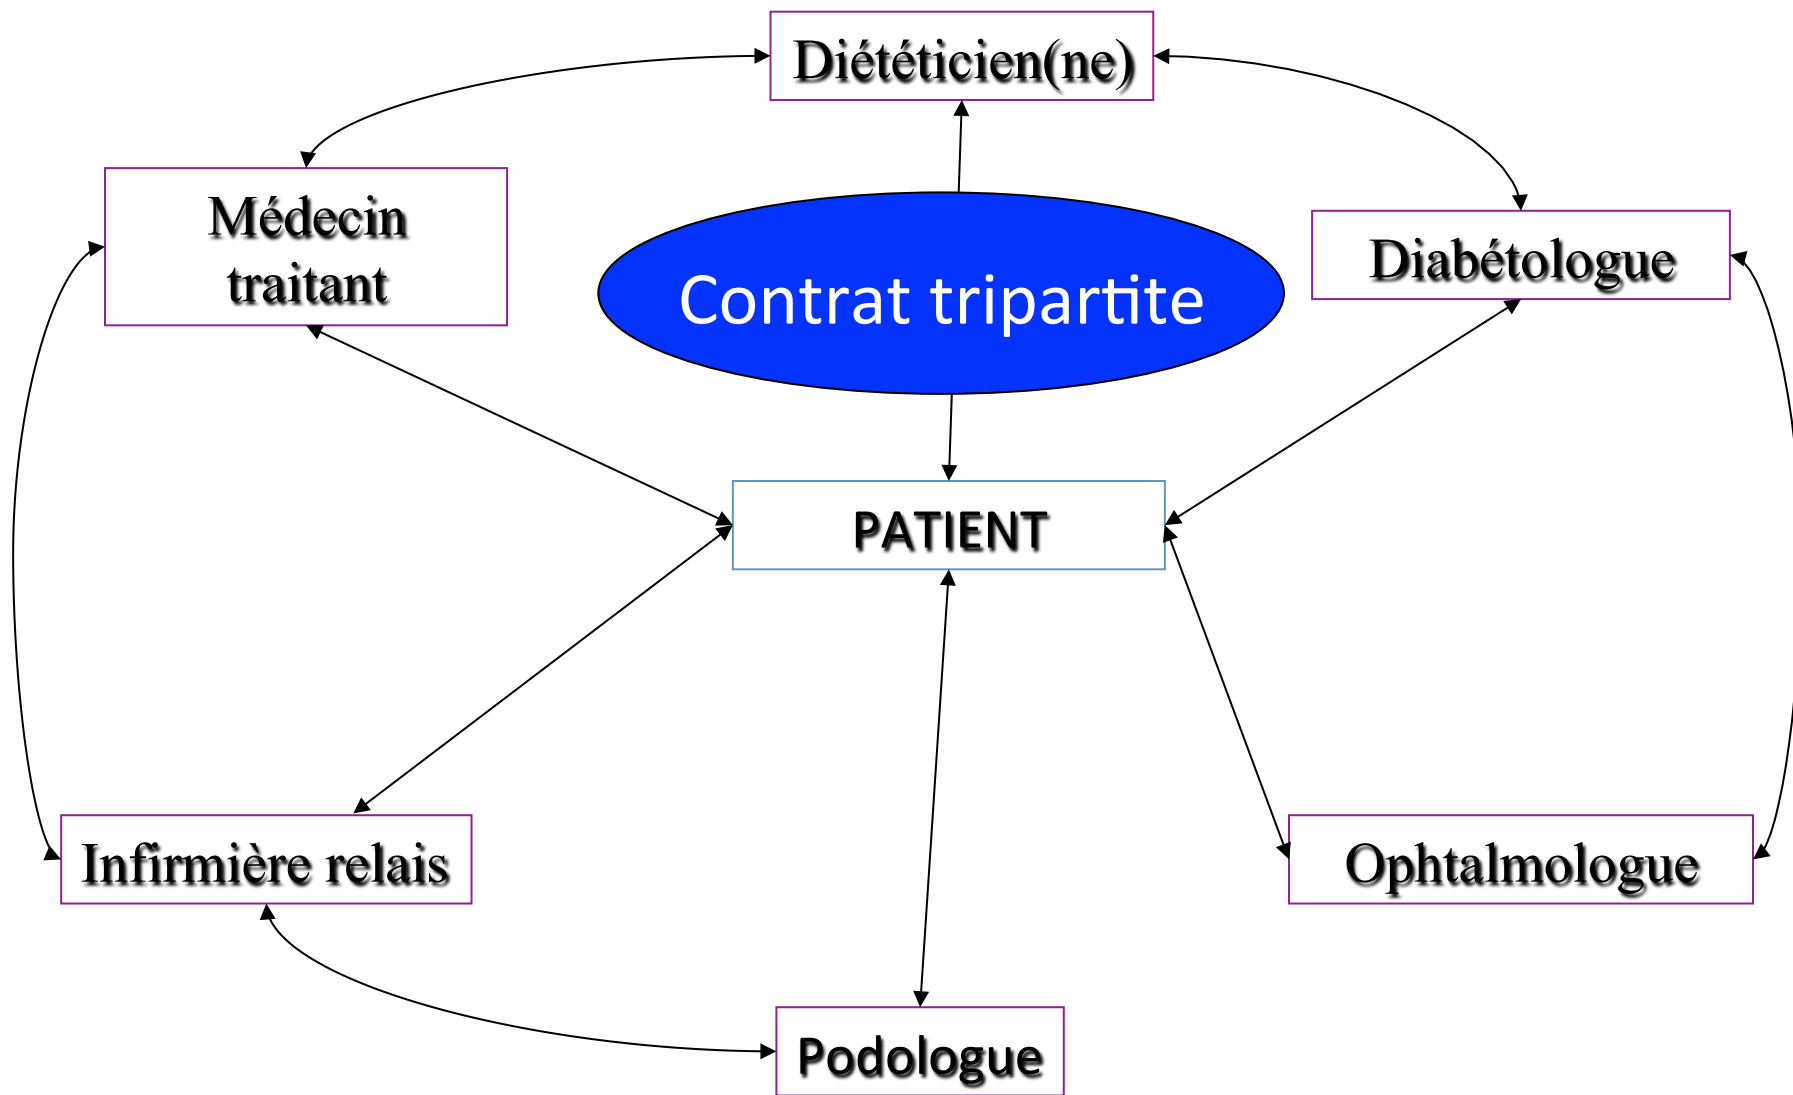 Diététicien(ne)
Médecin
traitant
Contrat tripartite
Diabétologue
PATIENT
Infirmière relais
Ophtalmologue
Podologue